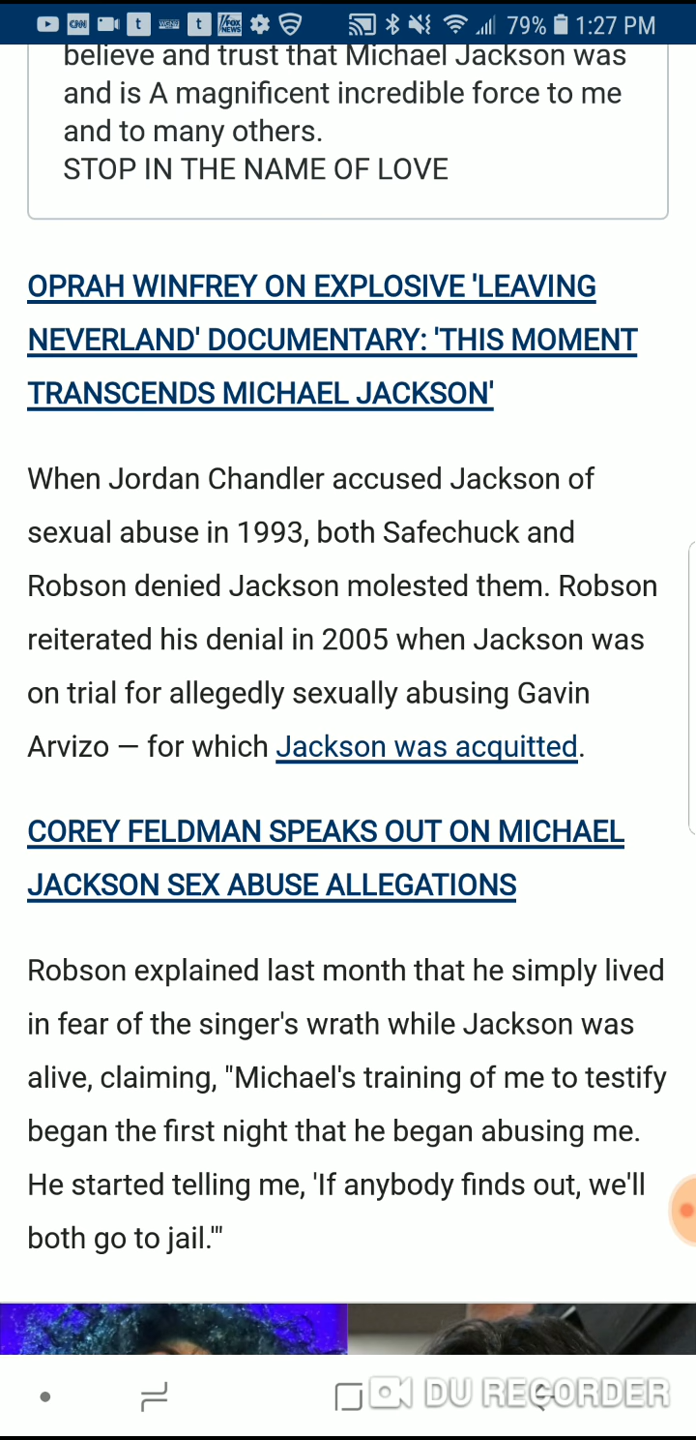 79% 1:27 PM
believe and trust that Michael Jackson was
and is A magnificent incredible force to me
and to many others.
STOP IN THE NAME OF LOVE
OPRAH WINFREY ON EXPLOSIVE 'LEAVING
NEVERLAND' DOCUMENTARY: 'THIS MOMENT
TRANSCENDS MICHAEL JACKSON'
When Jordan Chandler accused Jackson of
sexual abuse in 1993, both Safechuck and
Robson denied Jackson molested them. Robson
reiterated his denial in 2005 when Jackson was
on trial for allegedly sexually abusing Gavin
Arvizo — for which Jackson was acquitted.
COREY FELDMAN SPEAKS OUT ON MICHAEL
JACKSON SEX ABUSE ALLEGATIONS
Robson explained last month that he simply lived
in fear of the singer's wrath while Jackson was
alive, claiming, "Michael's training of me to testify
began the first night that he began abusing me.
He started telling me, 'If anybody finds out, we'll
both go to jail.'"
DU RECORDER